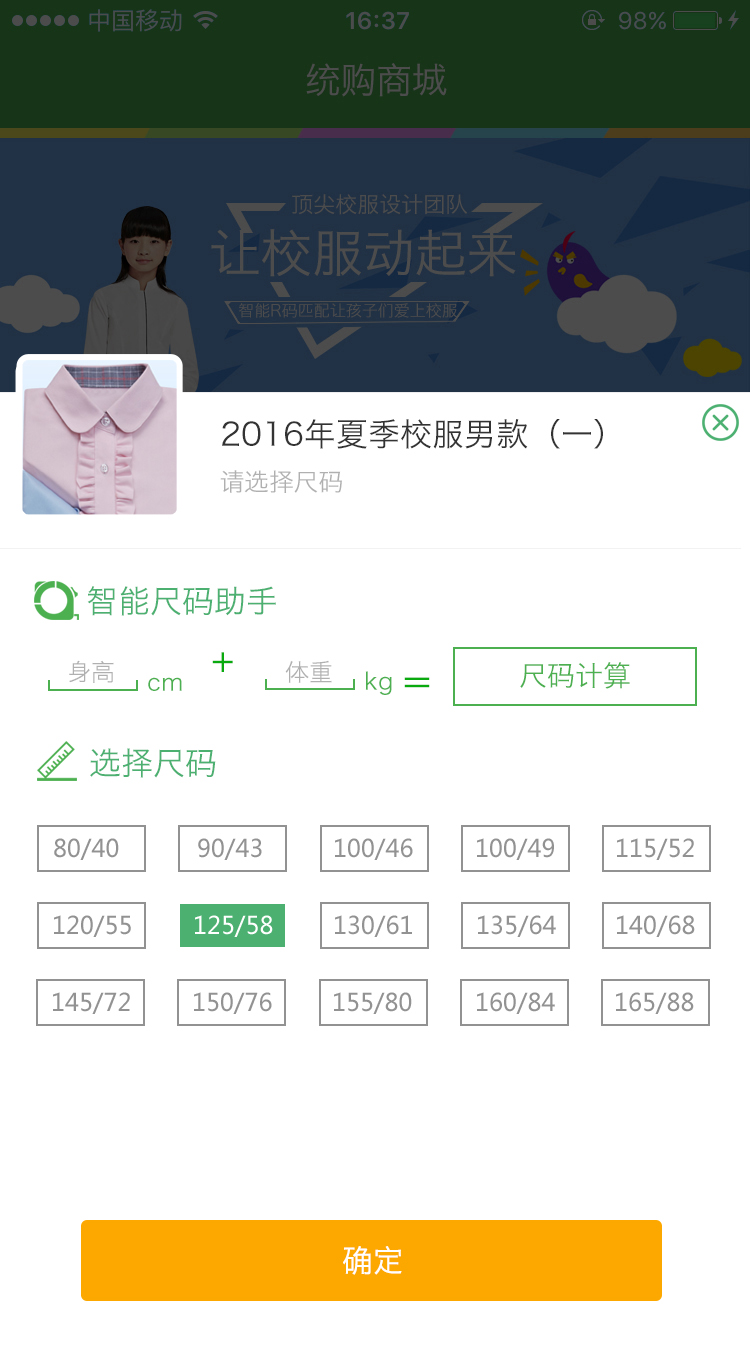 中国移动 16:37 98%
统购商城
顶尖校服设计团队
让校服动起来
智能R码匹配让孩子们爱上校服
2016年夏季校服男款（一）
请选择尺码
智能尺码助手
身高 cm + 体重 kg = 尺码计算
选择尺码
80/40 90/43 100/46 100/49 115/52
120/55 125/58 130/61 135/64 140/68
145/72 150/76 155/80 160/84 165/88
确定